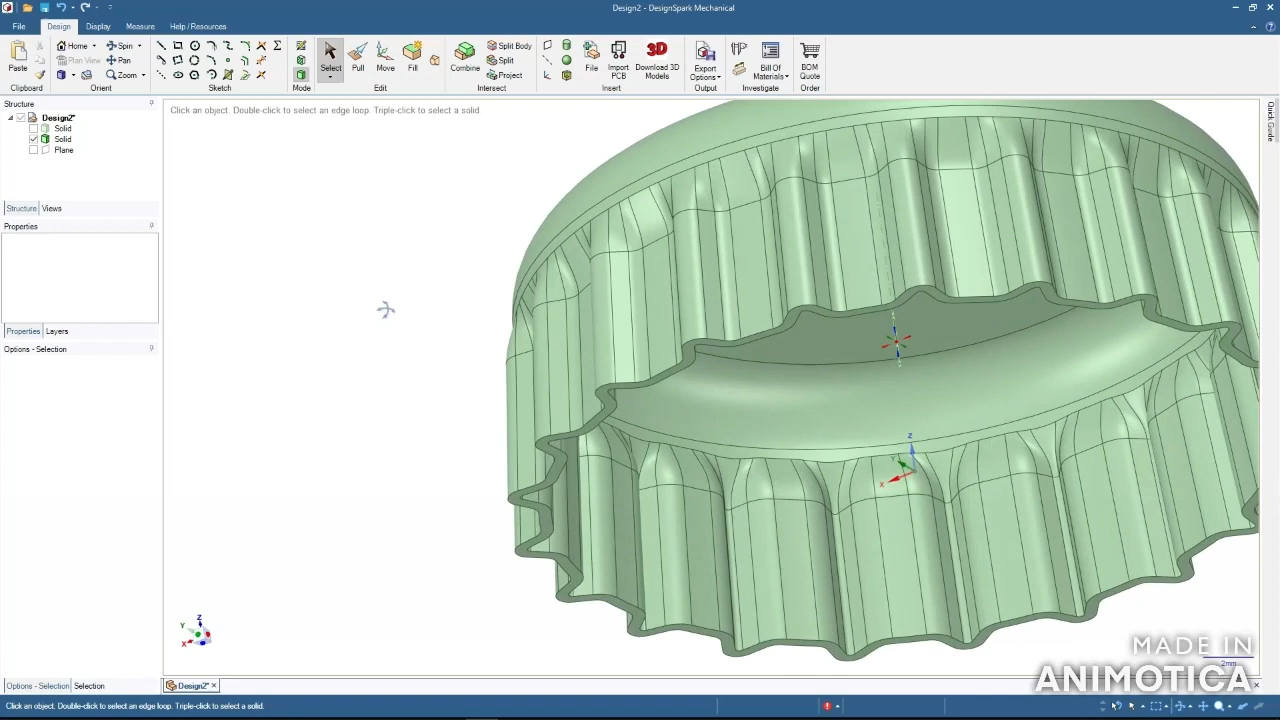 Design2 - DesignSpark Mechanical
File Design Display Measure Help / Resources
Paste
Home Spin
Plan View Pan
Zoom
Select Pull Move Fill
Combine
Split Body
Split
Project
File Import PCB Download 3D Models
3D
Export Options
Bill Of Materials
BOM Quote
Clipboard Orient Sketch Mode Edit Intersect Insert Output Investigate Order
Structure
Design2*
Solid
Solid
Plane
Structure Views
Properties
Properties Layers
Options - Selection
Click an object. Double-click to select an edge loop. Triple-click to select a solid.
Quick Guide
Z
Y
X
Z
Y
X
MADE IN
ANIMOTICA
2mm
Options - Selection Selection
Design2*
Click an object. Double-click to select an edge loop. Triple-click to select a solid.